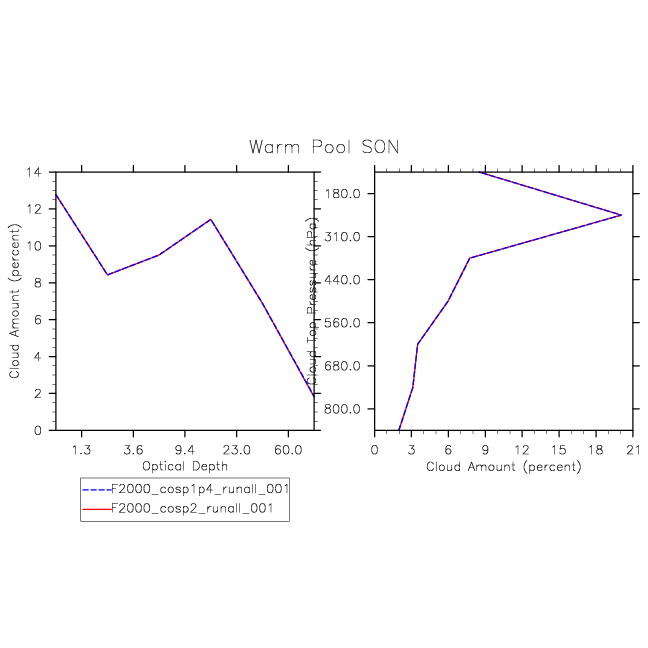 Warm Pool SON
14
12
10
8
6
4
2
0
Cloud Amount (percent)
1.3 3.6 9.4 23.0 60.0
Optical Depth
Cloud Top Pressure (hPa)
180.0
310.0
440.0
560.0
680.0
800.0
0 3 6 9 12 15 18 21
Cloud Amount (percent)
F2000_cosp1p4_runall_001
F2000_cosp2_runall_001